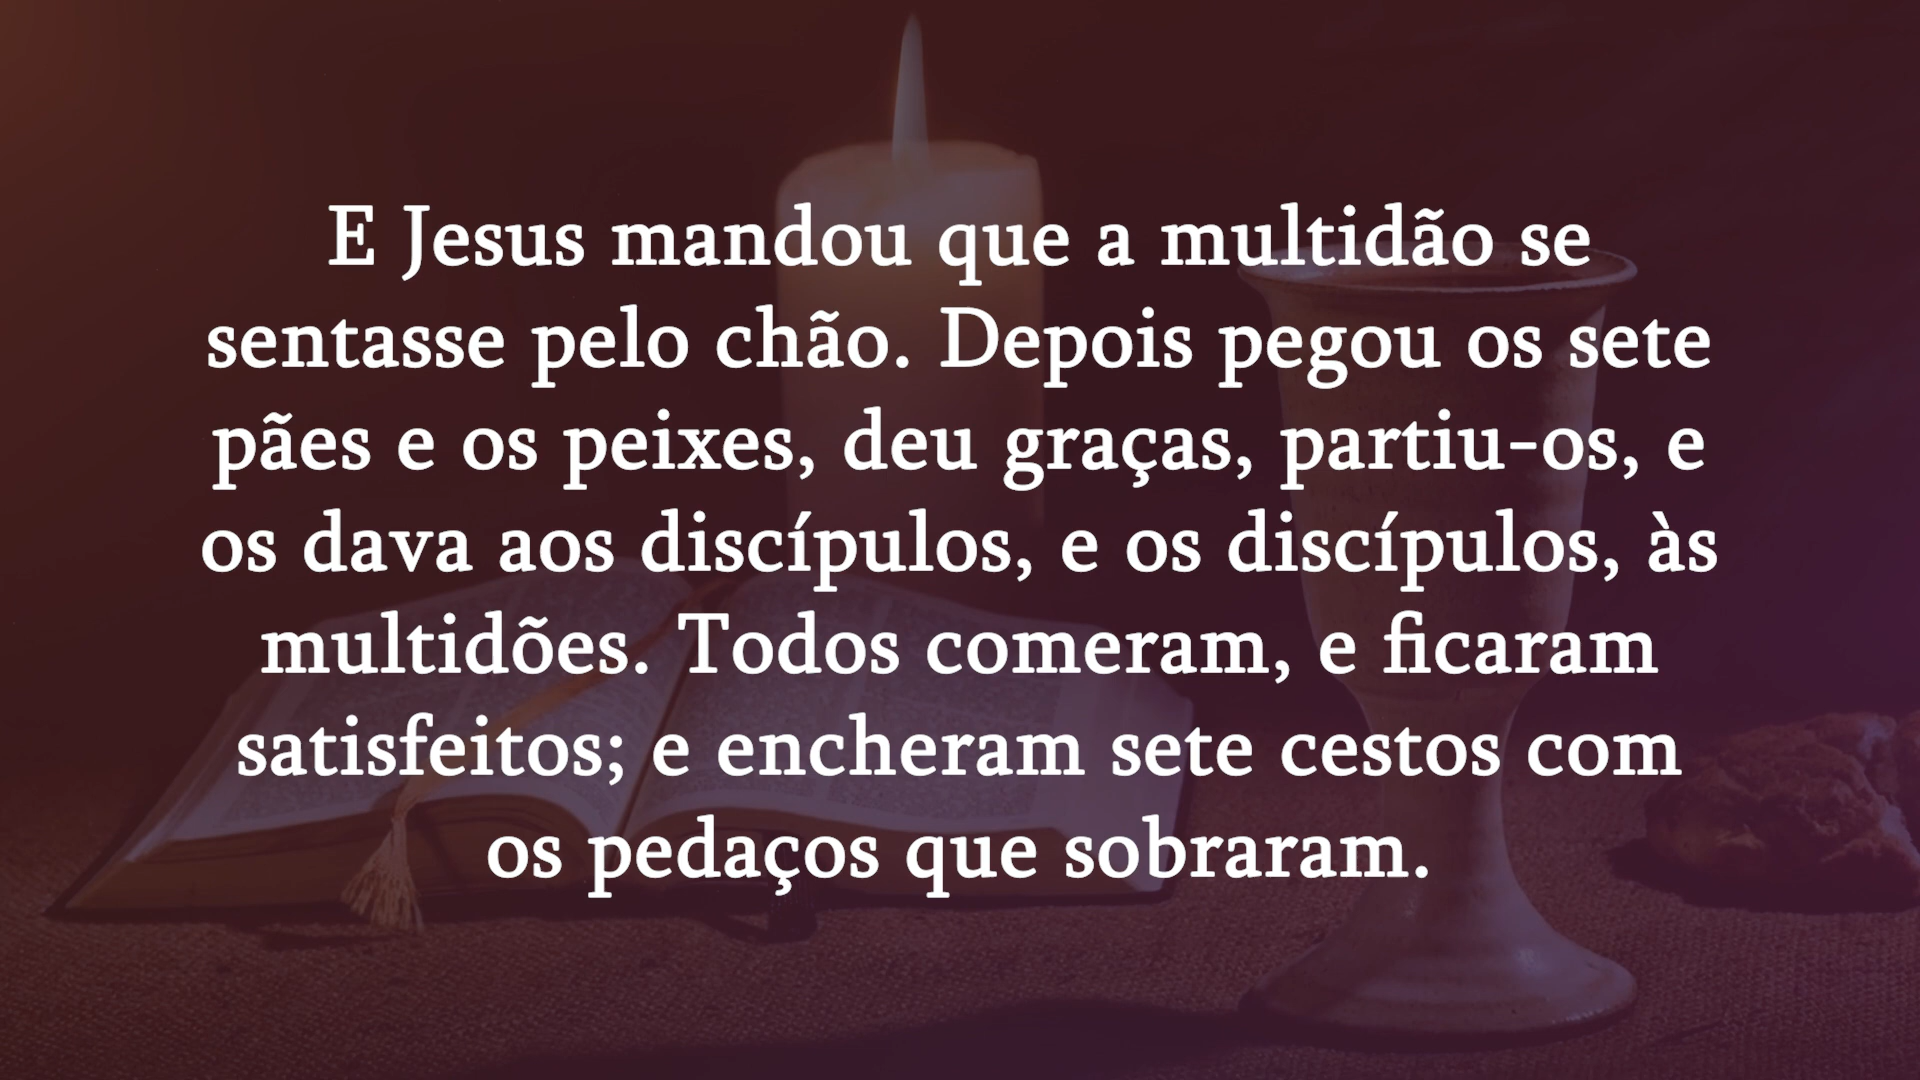 E Jesus mandou que a multidão se
sentasse pelo chão. Depois pegou os sete
pães e os peixes, deu graças, partiu-os, e
os dava aos discípulos, e os discípulos, às
multidões. Todos comeram, e ficaram
satisfeitos; e encheram sete cestos com
os pedaços que sobraram.